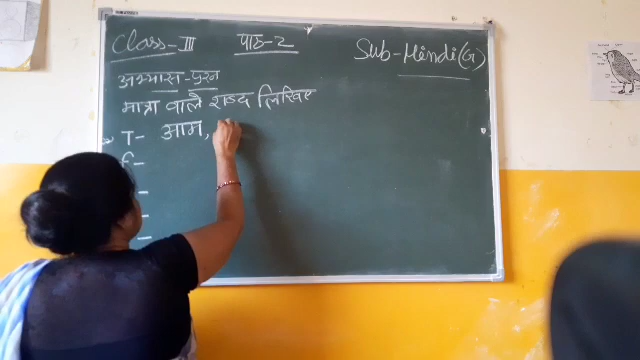 Class-III पाठ-2 Sub-Hindi(G)
अभ्यास-प्रश्न
मात्रा वाले शब्द लिखिए
ा- आम,
ि-
-
-
-